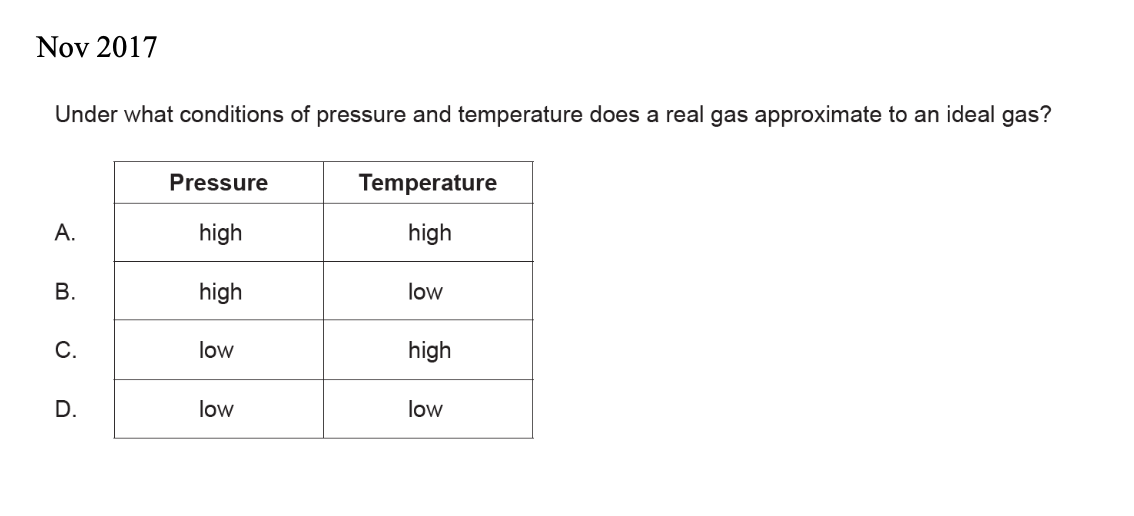 Nov 2017
Under what conditions of pressure and temperature does a real gas approximate to an ideal gas?
Pressure Temperature
A. high high
B. high low
C. low high
D. low low